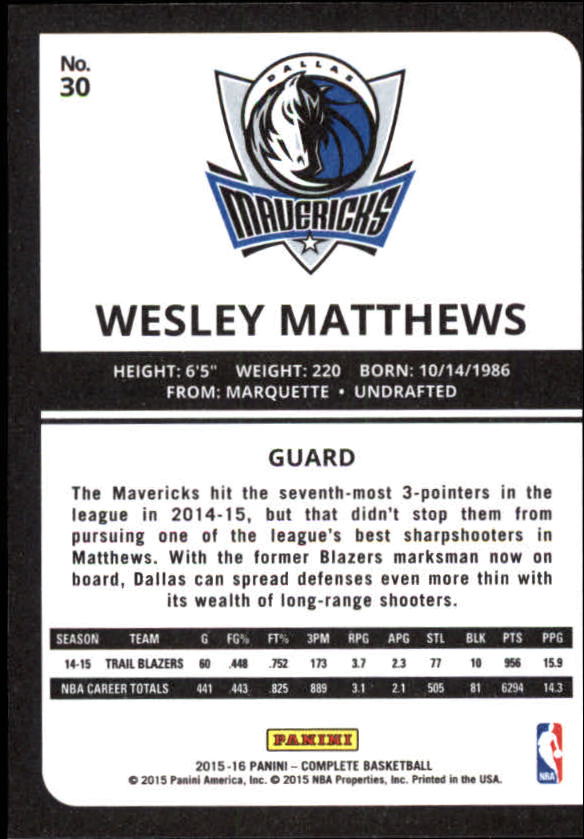 No.
30
DALLAS
MAVERICKS
WESLEY MATTHEWS
HEIGHT: 6'5" WEIGHT: 220 BORN: 10/14/1986
FROM: MARQUETTE • UNDRAFTED
GUARD
The Mavericks hit the seventh-most 3-pointers in the
league in 2014-15, but that didn't stop them from
pursuing one of the league's best sharpshooters in
Matthews. With the former Blazers marksman now on
board, Dallas can spread defenses even more thin with
its wealth of long-range shooters.
SEASON TEAM G FG% FT% 3PM RPG APG STL BLK PTS PPG
14-15 TRAIL BLAZERS 60 .448 .752 173 3.7 2.3 77 10 956 15.9
NBA CAREER TOTALS 441 .443 .825 889 3.1 2.1 505 81 6294 14.3
PANINI
2015-16 PANINI – COMPLETE BASKETBALL
© 2015 Panini America, Inc. © 2015 NBA Properties, Inc. Printed in the USA.
NBA